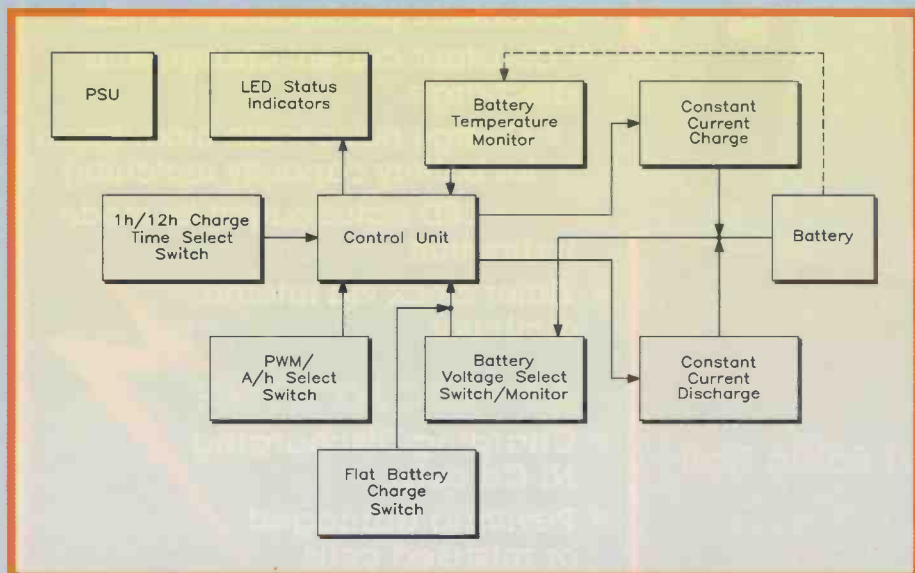 PSU
LED Status
Indicators
Battery
Temperature
Monitor
Constant
Current
Charge
1h/12h Charge
Time Select
Switch
Control Unit
Battery
PWM/
A/h Select
Switch
Battery
Voltage Select
Switch/Monitor
Constant
Current
Discharge
Flat Battery
Charge
Switch